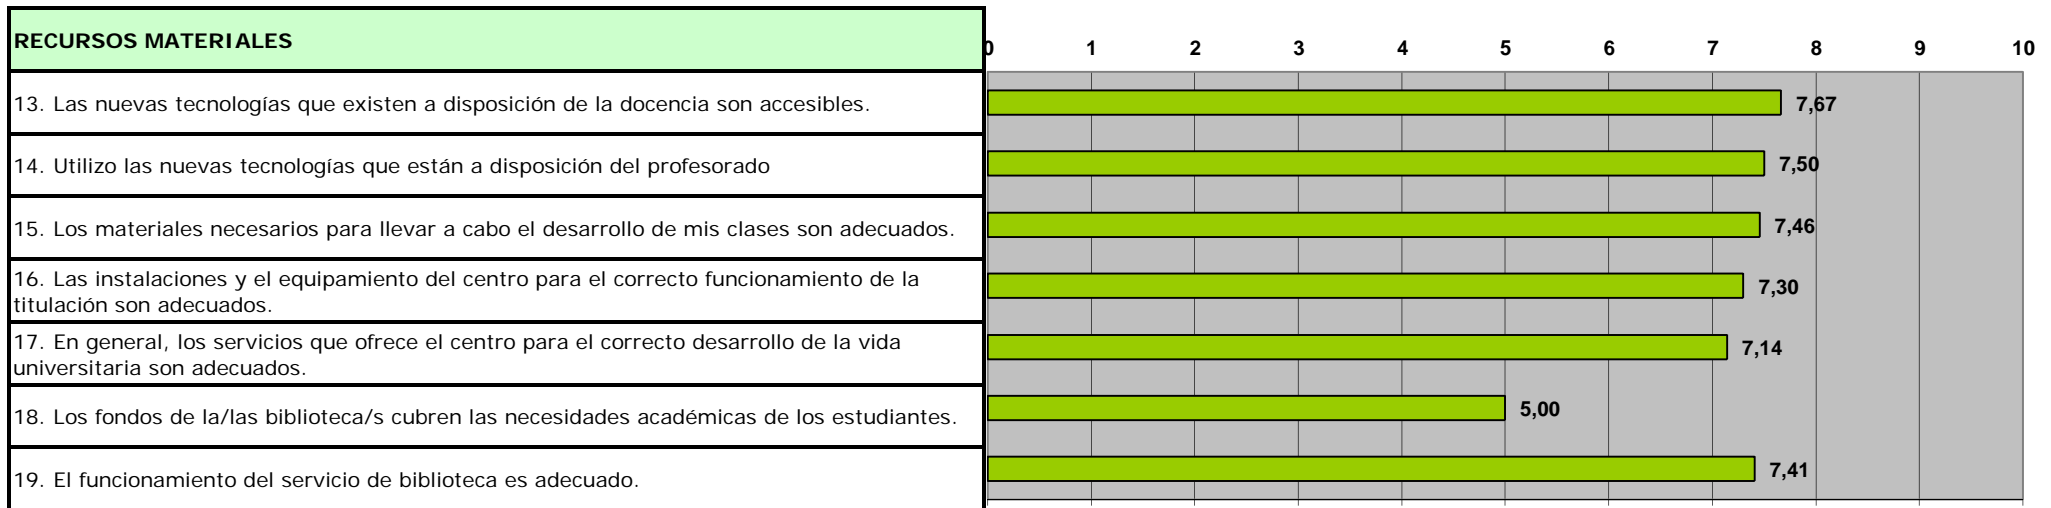 RECURSOS MATERIALES
0 1 2 3 4 5 6 7 8 9 10
13. Las nuevas tecnologías que existen a disposición de la docencia son accesibles.
7,67
14. Utilizo las nuevas tecnologías que están a disposición del profesorado
7,50
15. Los materiales necesarios para llevar a cabo el desarrollo de mis clases son adecuados.
7,46
16. Las instalaciones y el equipamiento del centro para el correcto funcionamiento de la
titulación son adecuados.
7,30
17. En general, los servicios que ofrece el centro para el correcto desarrollo de la vida
universitaria son adecuados.
7,14
18. Los fondos de la/las biblioteca/s cubren las necesidades académicas de los estudiantes.
5,00
19. El funcionamiento del servicio de biblioteca es adecuado.
7,41